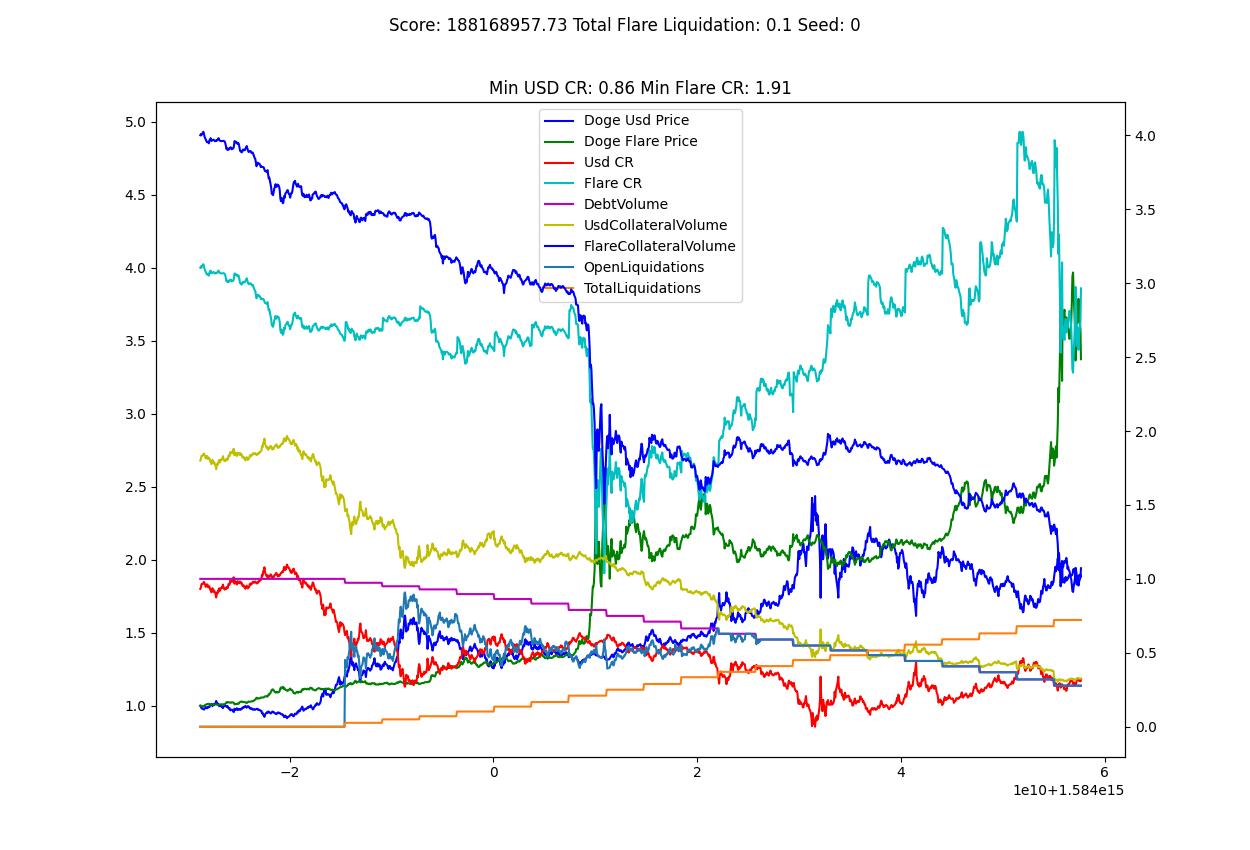 Score: 188168957.73 Total Flare Liquidation: 0.1 Seed: 0
Min USD CR: 0.86 Min Flare CR: 1.91
Doge Usd Price
Doge Flare Price
Usd CR
Flare CR
DebtVolume
UsdCollateralVolume
FlareCollateralVolume
OpenLiquidations
TotalLiquidations
5.0
4.5
4.0
3.5
3.0
2.5
2.0
1.5
1.0
4.0
3.5
3.0
2.5
2.0
1.5
1.0
0.5
0.0
−2 0 2 4 6
1e10+1.584e15